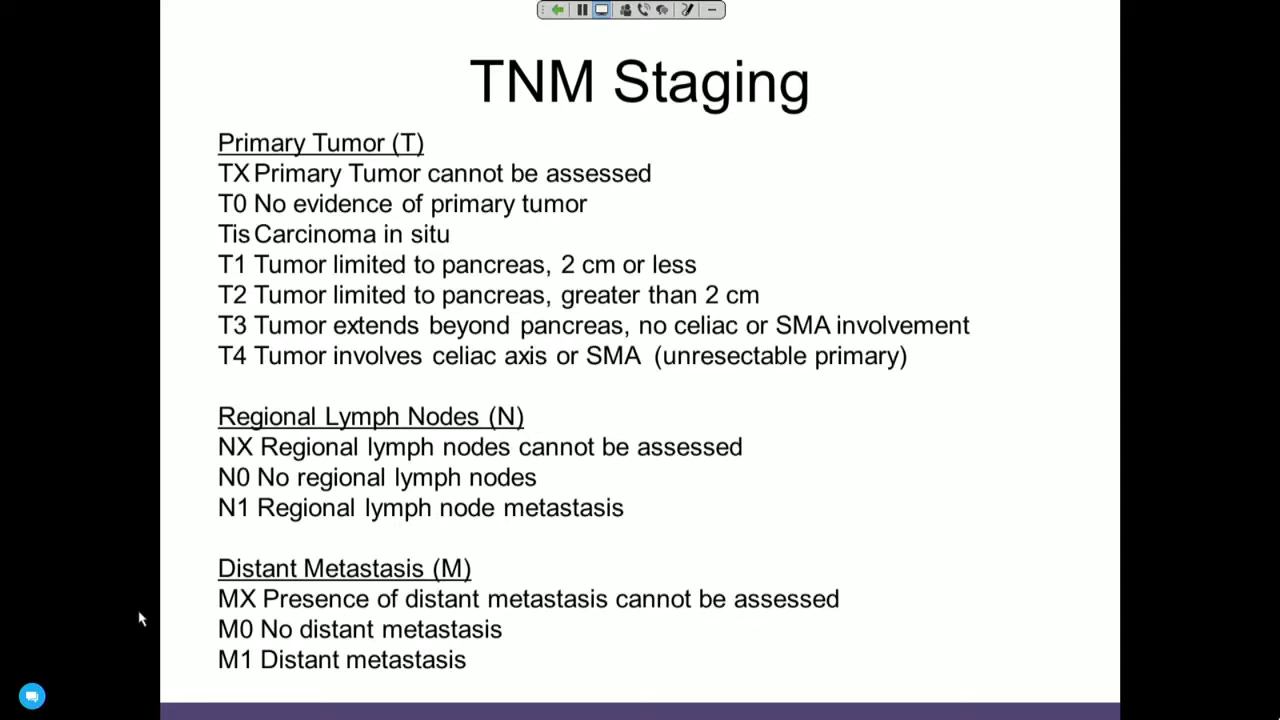 TNM Staging
Primary Tumor (T)
TX Primary Tumor cannot be assessed
T0 No evidence of primary tumor
Tis Carcinoma in situ
T1 Tumor limited to pancreas, 2 cm or less
T2 Tumor limited to pancreas, greater than 2 cm
T3 Tumor extends beyond pancreas, no celiac or SMA involvement
T4 Tumor involves celiac axis or SMA (unresectable primary)
Regional Lymph Nodes (N)
NX Regional lymph nodes cannot be assessed
N0 No regional lymph nodes
N1 Regional lymph node metastasis
Distant Metastasis (M)
MX Presence of distant metastasis cannot be assessed
M0 No distant metastasis
M1 Distant metastasis